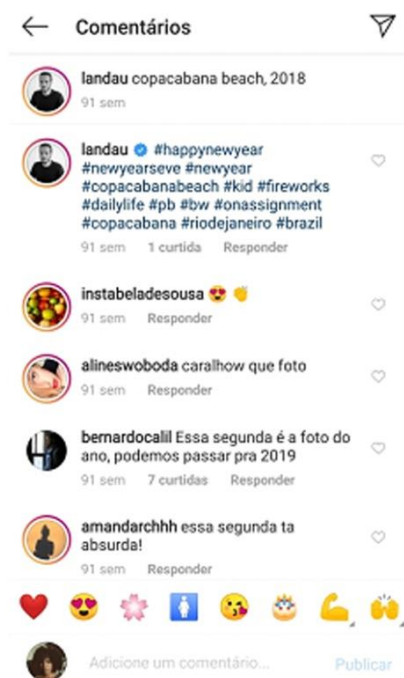 Comentários
landau copacabana beach, 2018
91 sem
landau #happynewyear
#newyearseve #newyear
#copacabanabeach #kid #fireworks
#dailylife #pb #bw #onassignment
#copacabana #riodejaneiro #brazil
91 sem 1 curtida Responder
instabeladesousa 😍 👏
91 sem Responder
alineswoboda caralhow que foto
91 sem Responder
bernardocalil Essa segunda é a foto do
ano, podemos passar pra 2019
91 sem 7 curtidas Responder
amandarchhh essa segunda ta
absurda!
91 sem Responder
Adicione um comentário... Publicar